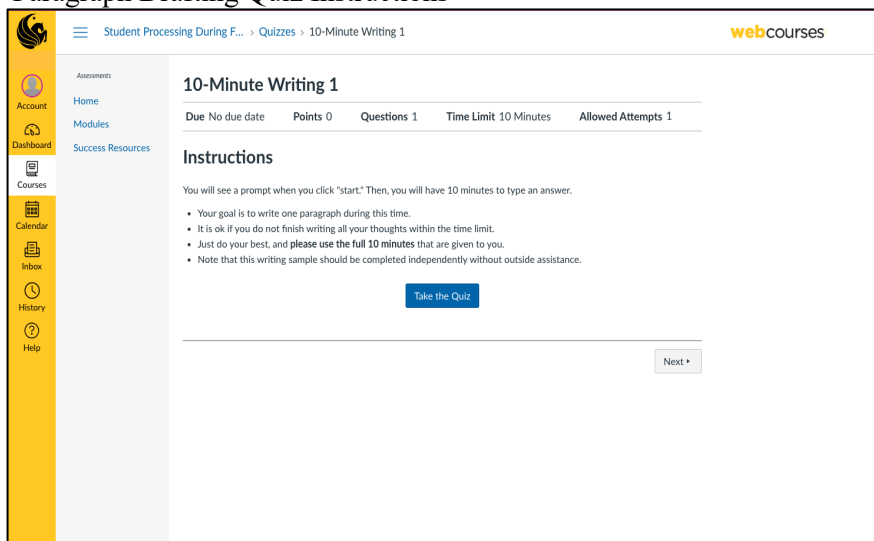 Paragraph Drafting Quiz Instructions
Student Processing During F... › Quizzes › 10-Minute Writing 1
webcourses
Account
Dashboard
Courses
Calendar
Inbox
History
Help
Assessments
Home
Modules
Success Resources
10-Minute Writing 1
Due No due date Points 0 Questions 1 Time Limit 10 Minutes Allowed Attempts 1
Instructions
You will see a prompt when you click "start." Then, you will have 10 minutes to type an answer.
• Your goal is to write one paragraph during this time.
• It is ok if you do not finish writing all your thoughts within the time limit.
• Just do your best, and please use the full 10 minutes that are given to you.
• Note that this writing sample should be completed independently without outside assistance.
Take the Quiz
Next ▸